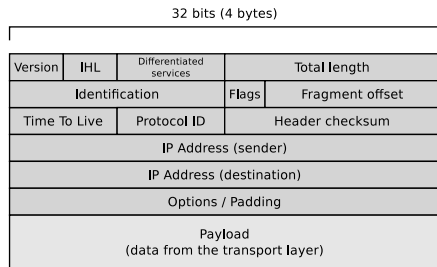 32 bits (4 bytes)
Version IHL Differentiated services Total length
Identification Flags Fragment offset
Time To Live Protocol ID Header checksum
IP Address (sender)
IP Address (destination)
Options / Padding
Payload
(data from the transport layer)